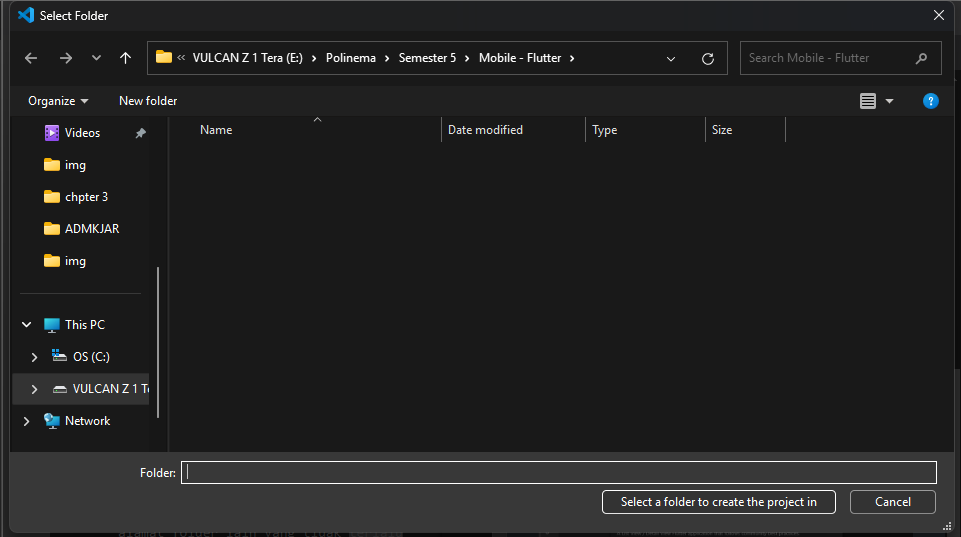 Select Folder
« VULCAN Z 1 Tera (E:) › Polinema › Semester 5 › Mobile - Flutter ›
Search Mobile - Flutter
Organize
New folder
?
Name
Date modified
Type
Size
Videos
img
chpter 3
ADMKJAR
img
This PC
OS (C:)
VULCAN Z 1 Te
Network
Folder:
Select a folder to create the project in
Cancel